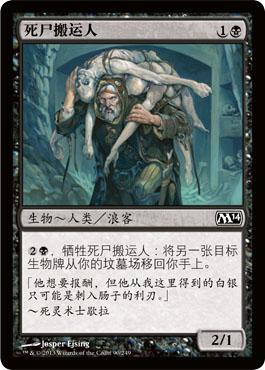 死尸搬运人 1
生物～人类／浪客 M14
2，牺牲死尸搬运人：将另一张目标
生物牌从你的坟墓场移回你手上。
「他想要报酬，但他从我这里得到的白银
只可能是刺入肠子的利刃。」
～死灵术士歇拉
2/1
Jesper Ejsing
™ & © 2013 Wizards of the Coast 90/249